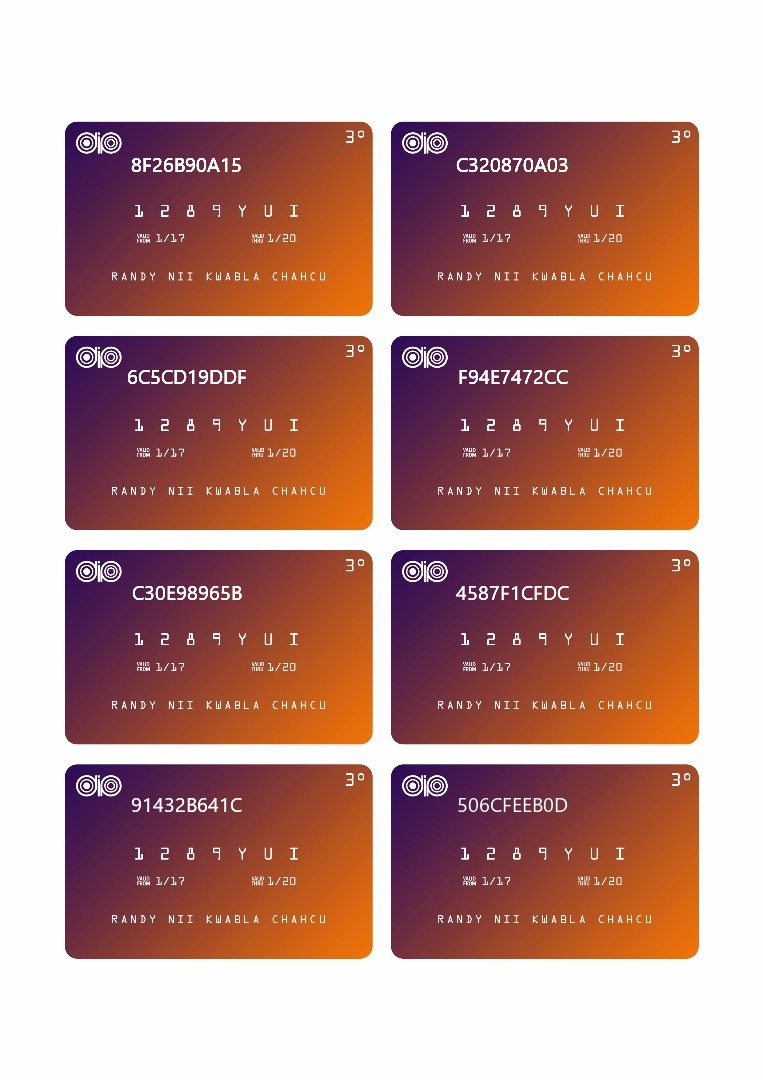 3°
8F26B90A15
1 2 8 9 Y U I
VALID FROM 1/17 VALID THRU 1/20
RANDY NII KWABLA CHAHCU
3°
C320870A03
1 2 8 9 Y U I
VALID FROM 1/17 VALID THRU 1/20
RANDY NII KWABLA CHAHCU
3°
6C5CD19DDF
1 2 8 9 Y U I
VALID FROM 1/17 VALID THRU 1/20
RANDY NII KWABLA CHAHCU
3°
F94E7472CC
1 2 8 9 Y U I
VALID FROM 1/17 VALID THRU 1/20
RANDY NII KWABLA CHAHCU
3°
C30E98965B
1 2 8 9 Y U I
VALID FROM 1/17 VALID THRU 1/20
RANDY NII KWABLA CHAHCU
3°
4587F1CFDC
1 2 8 9 Y U I
VALID FROM 1/17 VALID THRU 1/20
RANDY NII KWABLA CHAHCU
3°
91432B641C
1 2 8 9 Y U I
VALID FROM 1/17 VALID THRU 1/20
RANDY NII KWABLA CHAHCU
3°
506CFEEB0D
1 2 8 9 Y U I
VALID FROM 1/17 VALID THRU 1/20
RANDY NII KWABLA CHAHCU